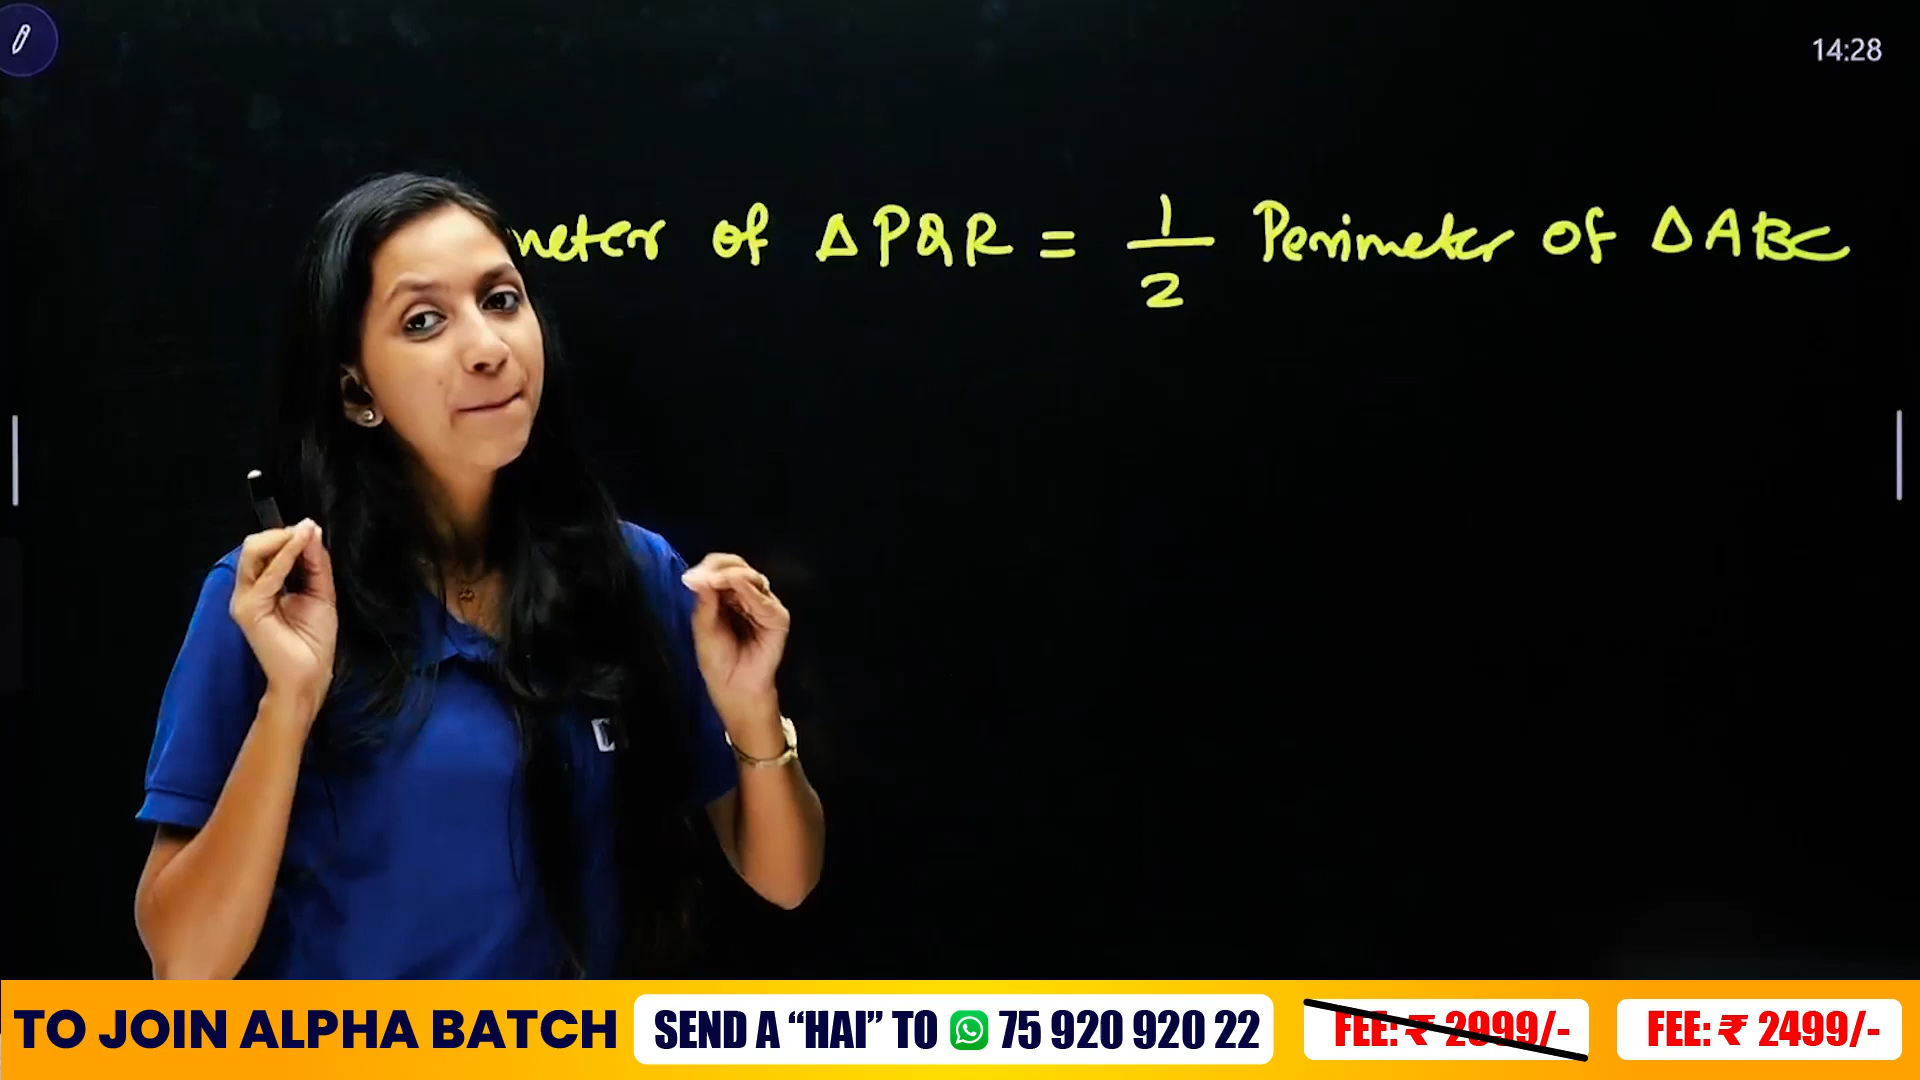 14:28
meter of ΔPQR = 1/2 Perimeter of ΔABC
TO JOIN ALPHA BATCH
SEND A “HAI” TO 75 920 920 22
FEE: ₹ 2999/-
FEE: ₹ 2499/-